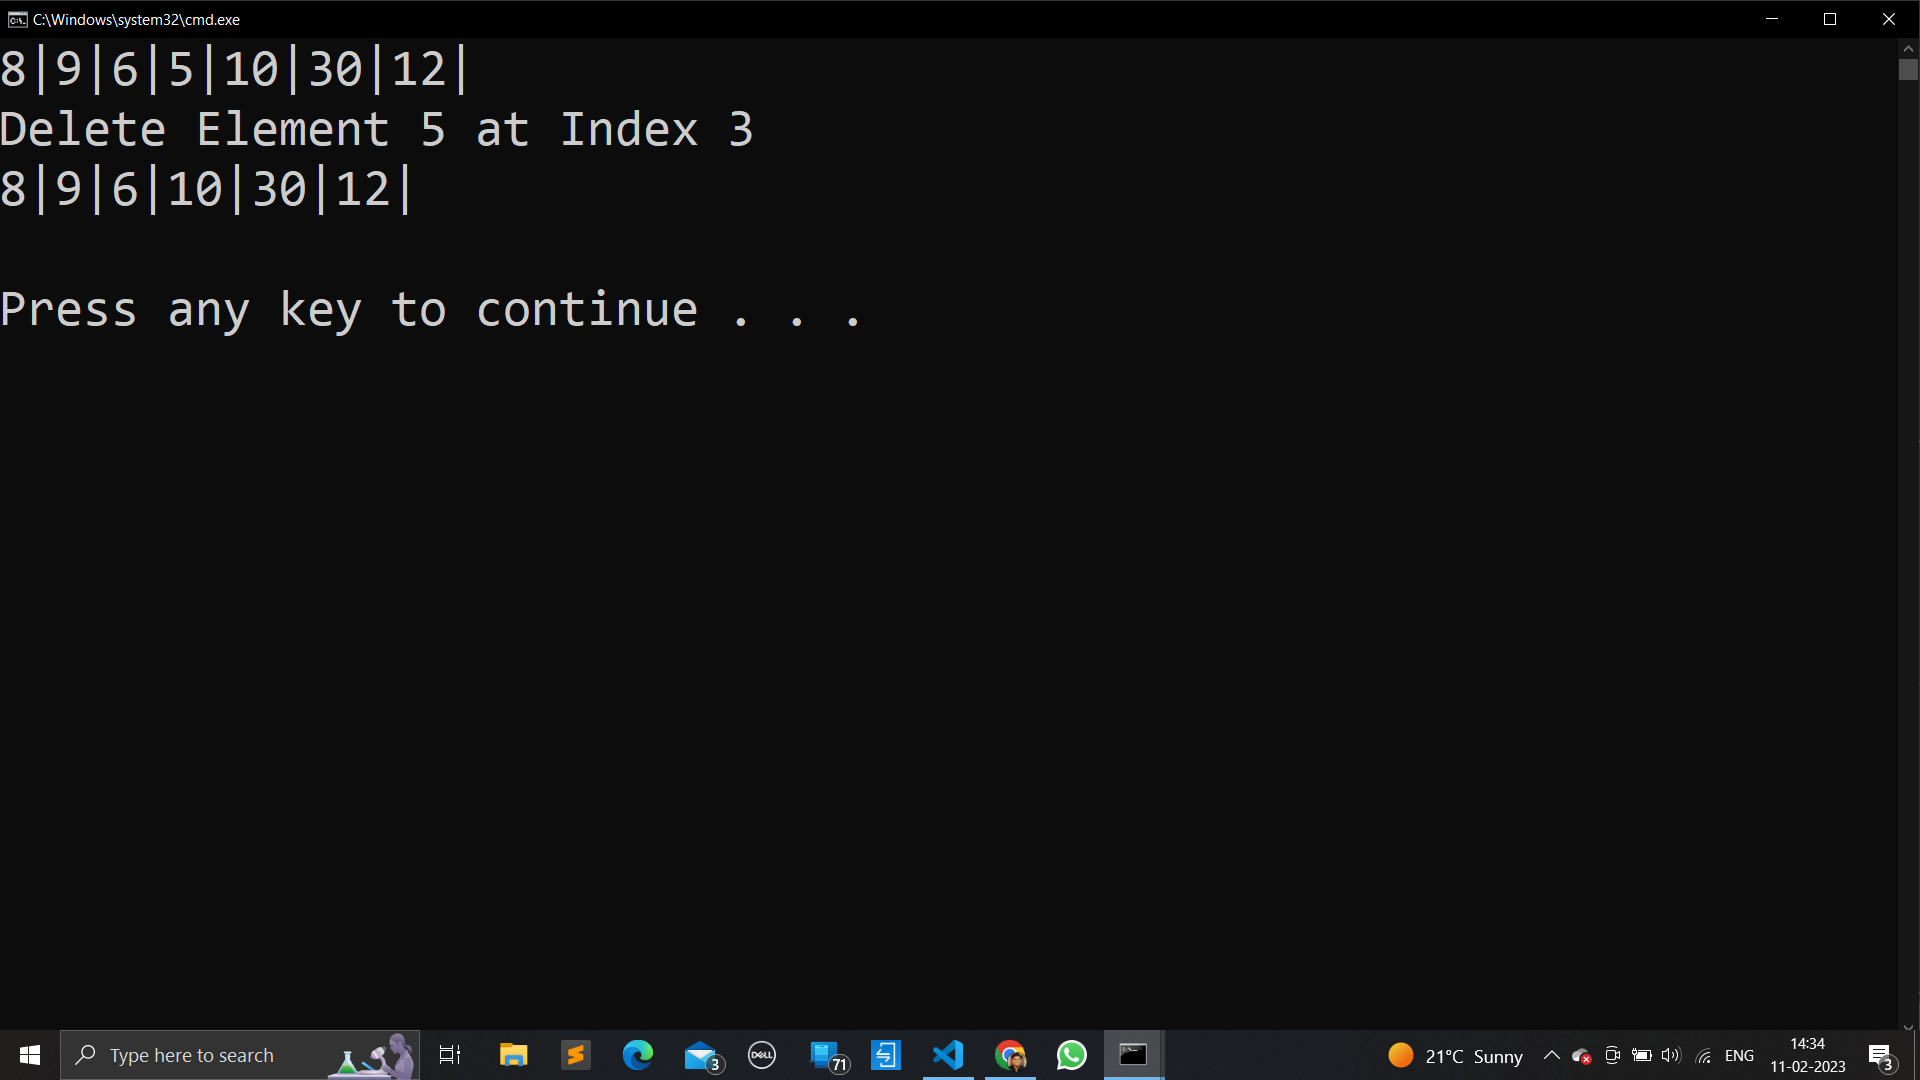 C:\Windows\system32\cmd.exe
8|9|6|5|10|30|12|
Delete Element 5 at Index 3
8|9|6|10|30|12|
Press any key to continue . . .
Type here to search
3
DELL
71
21°C Sunny
ENG
14:34
11-02-2023
3